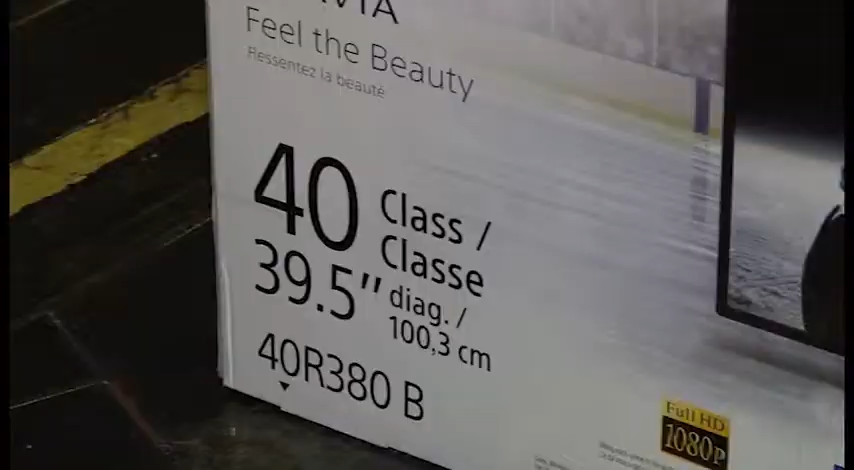 Feel the Beauty
Ressentez la beauté
40 Class /
Classe
39.5" diag. /
100,3 cm
40R380 B
Full HD
1080p